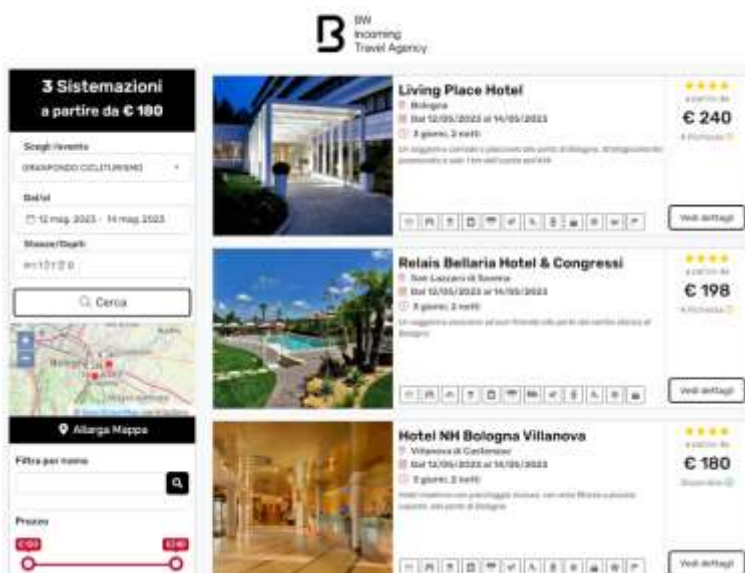 BW
Incoming
Travel Agency
3 Sistemazioni
a partire da € 180
Scegli l'evento
GRANFONDO CICLOTURISMO
Dal/al
12 mag. 2023 - 14 mag. 2023
Stanze/Ospiti
Cerca
Bologna
Allarga Mappa
Filtra per nome
Prezzo
€180
€240
Living Place Hotel
Bologna
Dal 12/05/2023 al 14/05/2023
3 giorni, 2 notti
a partire da
€ 240
A Richiesta
Vedi dettagli
Relais Bellaria Hotel & Congressi
San Lazzaro di Savena
Dal 12/05/2023 al 14/05/2023
3 giorni, 2 notti
a partire da
€ 198
A Richiesta
Vedi dettagli
Hotel NH Bologna Villanova
Villanova di Castenaso
Dal 12/05/2023 al 14/05/2023
3 giorni, 2 notti
a partire da
€ 180
Disponibile
Vedi dettagli